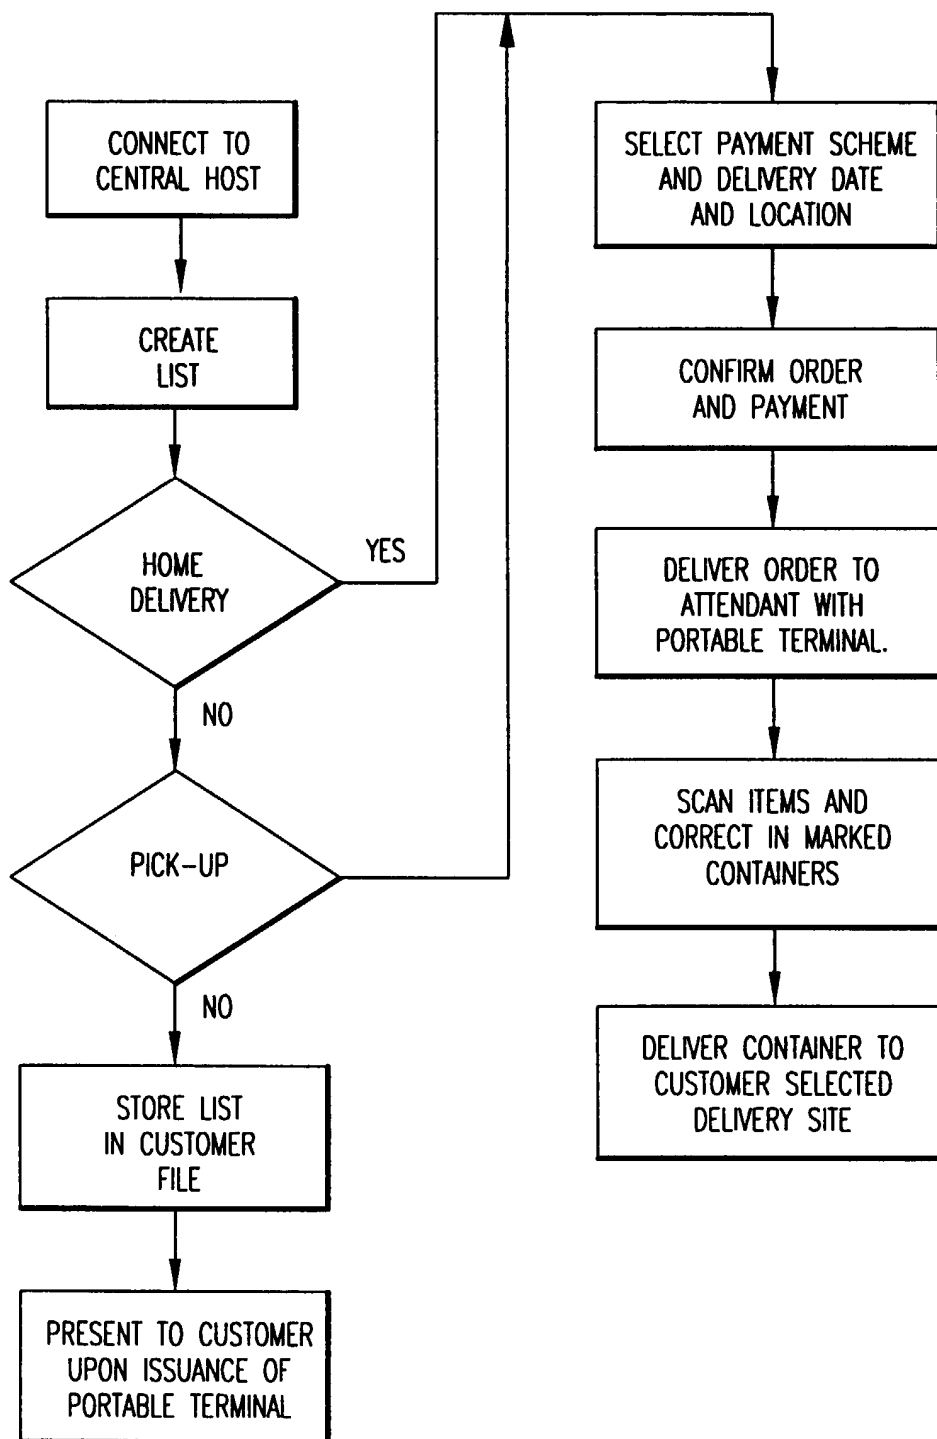 CONNECT TO
CENTRAL HOST
CREATE
LIST
HOME
DELIVERY
YES
NO
PICK-UP
NO
STORE LIST
IN CUSTOMER
FILE
PRESENT TO CUSTOMER
UPON ISSUANCE OF
PORTABLE TERMINAL
SELECT PAYMENT SCHEME
AND DELIVERY DATE
AND LOCATION
CONFIRM ORDER
AND PAYMENT
DELIVER ORDER TO
ATTENDANT WITH
PORTABLE TERMINAL.
SCAN ITEMS AND
CORRECT IN MARKED
CONTAINERS
DELIVER CONTAINER TO
CUSTOMER SELECTED
DELIVERY SITE